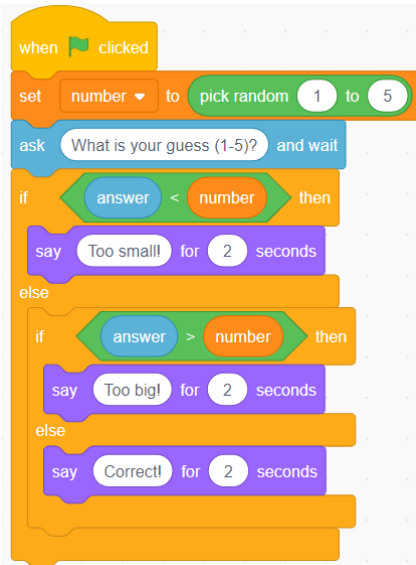 when clicked
set number to pick random 1 to 5
ask What is your guess (1-5)? and wait
if answer < number then
say Too small! for 2 seconds
else
if answer > number then
say Too big! for 2 seconds
else
say Correct! for 2 seconds